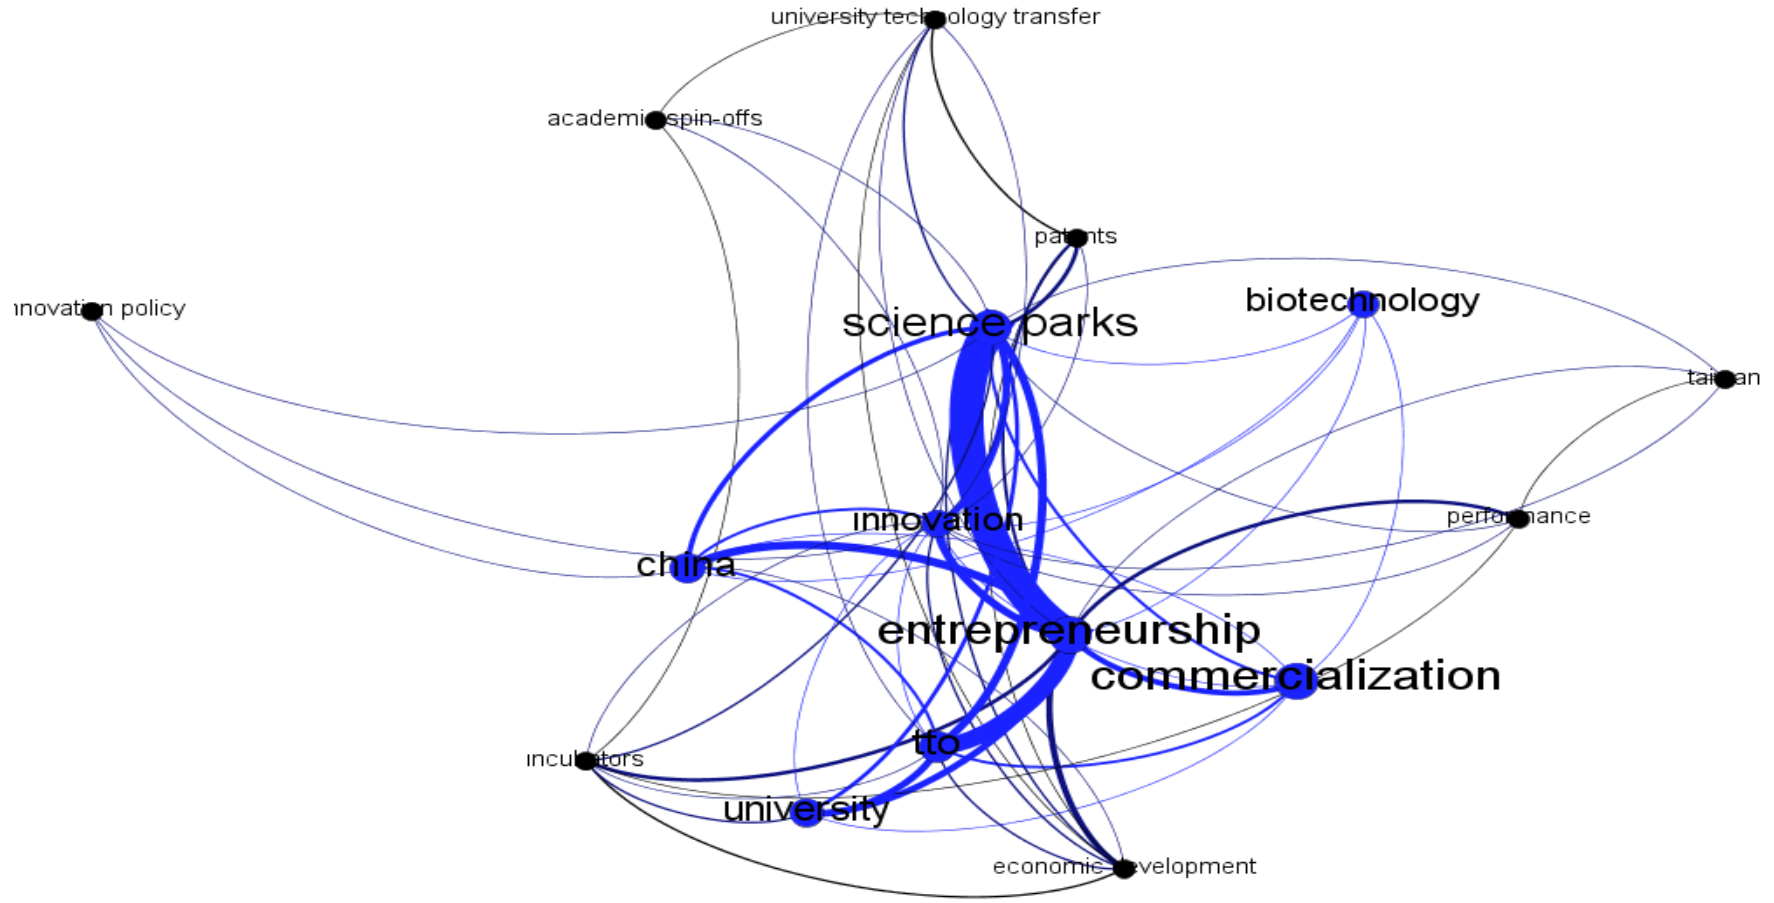 university technology transfer
academic spin-offs
patents
biotechnology
nnovation policy
science parks
taiwan
performance
innovation
china
entrepreneurship
commercialization
tto
incubators
university
economic development